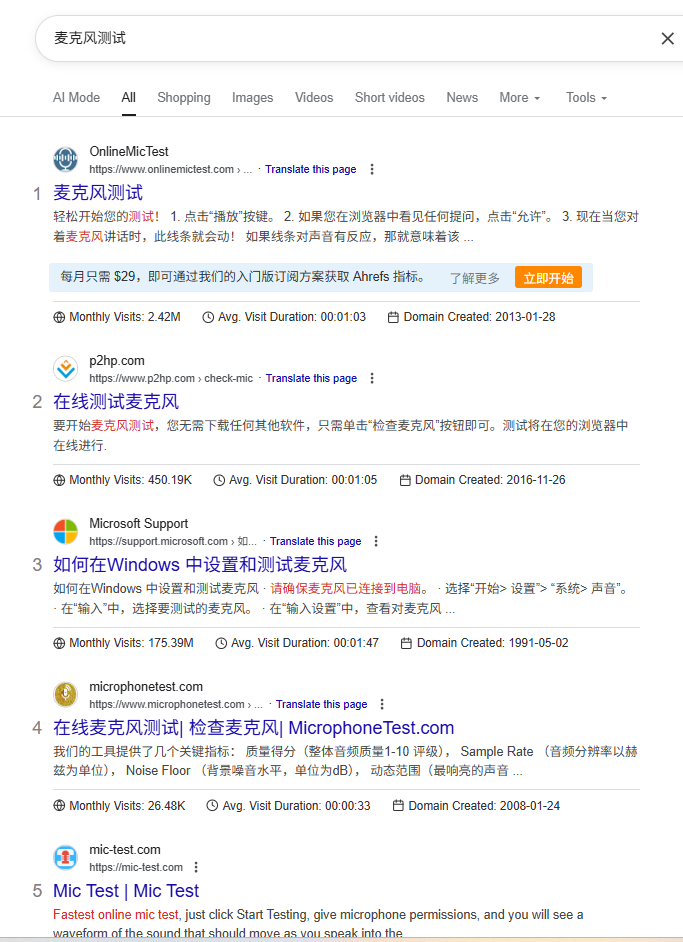 麦克风测试
AI Mode All Shopping Images Videos Short videos News More Tools
OnlineMicTest
https://www.onlinemictest.com › ... · Translate this page
1 麦克风测试
轻松开始您的测试！ 1. 点击“播放”按键。 2. 如果您在浏览器中看见任何提问，点击“允许”。 3. 现在当您对
着麦克风讲话时，此线条就会动！ 如果线条对声音有反应，那就意味着该 ...
每月只需 $29，即可通过我们的入门版订阅方案获取 Ahrefs 指标。 了解更多 立即开始
Monthly Visits: 2.42M Avg. Visit Duration: 00:01:03 Domain Created: 2013-01-28
p2hp.com
https://www.p2hp.com › check-mic · Translate this page
2 在线测试麦克风
要开始麦克风测试，您无需下载任何其他软件，只需单击“检查麦克风”按钮即可。测试将在您的浏览器中
在线进行.
Monthly Visits: 450.19K Avg. Visit Duration: 00:01:05 Domain Created: 2016-11-26
Microsoft Support
https://support.microsoft.com › 如... · Translate this page
3 如何在Windows 中设置和测试麦克风
如何在Windows 中设置和测试麦克风 · 请确保麦克风已连接到电脑。 · 选择“开始> 设置”> “系统> 声音”。
· 在“输入”中，选择要测试的麦克风。 · 在“输入设置”中，查看对麦克风 ...
Monthly Visits: 175.39M Avg. Visit Duration: 00:01:47 Domain Created: 1991-05-02
microphonetest.com
https://www.microphonetest.com › ... · Translate this page
4 在线麦克风测试| 检查麦克风| MicrophoneTest.com
我们的工具提供了几个关键指标： 质量得分（整体音频质量1-10 评级）， Sample Rate （音频分辨率以赫
兹为单位）， Noise Floor （背景噪音水平，单位为dB）， 动态范围（最响亮的声音 ...
Monthly Visits: 26.48K Avg. Visit Duration: 00:00:33 Domain Created: 2008-01-24
mic-test.com
https://mic-test.com
5 Mic Test | Mic Test
Fastest online mic test, just click Start Testing, give microphone permissions, and you will see a
waveform of the sound that should move as you speak into the